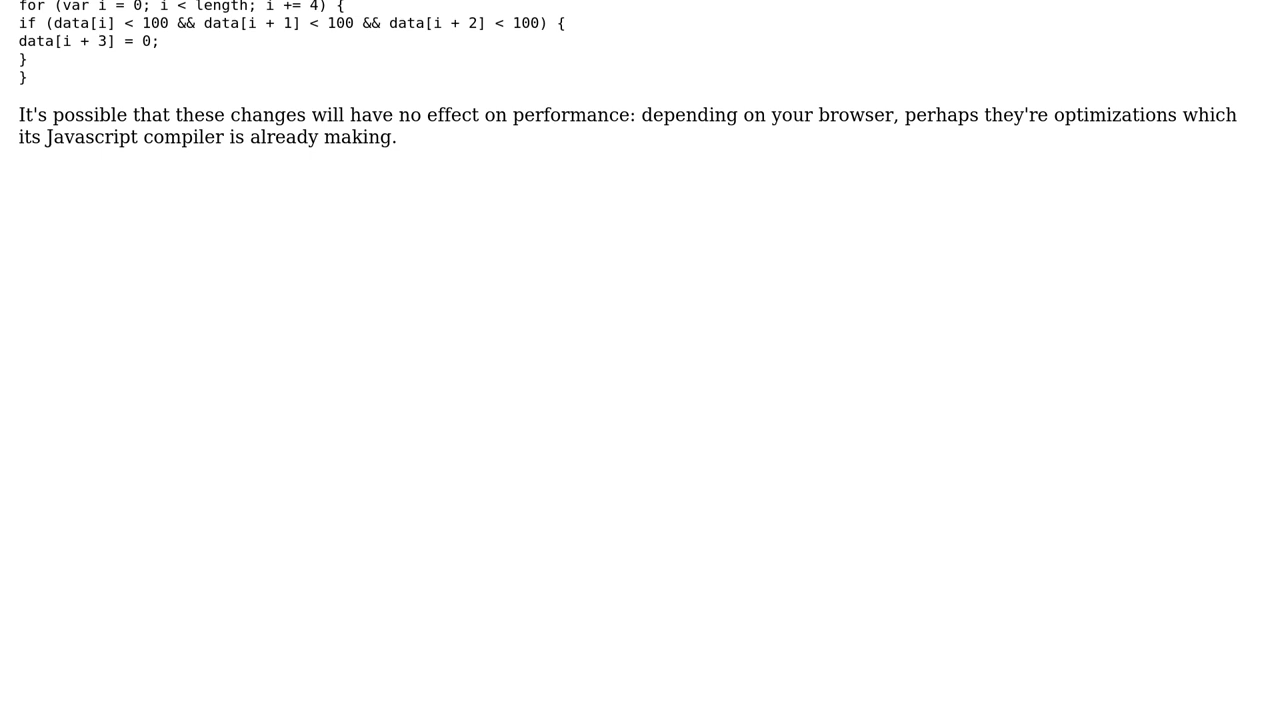 for (var i = 0; i < length; i += 4) {
if (data[i] < 100 && data[i + 1] < 100 && data[i + 2] < 100) {
data[i + 3] = 0;
}
}
It's possible that these changes will have no effect on performance: depending on your browser, perhaps they're optimizations which
its Javascript compiler is already making.